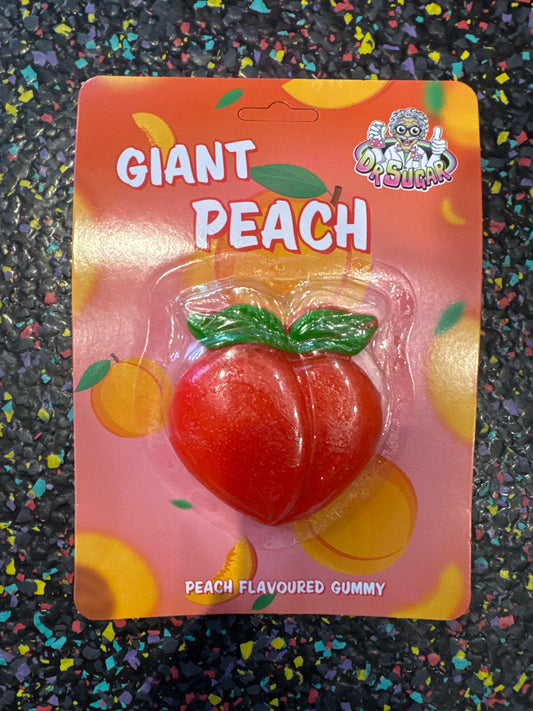 GIANT
PEACH
DR SUGAR
PEACH FLAVOURED GUMMY